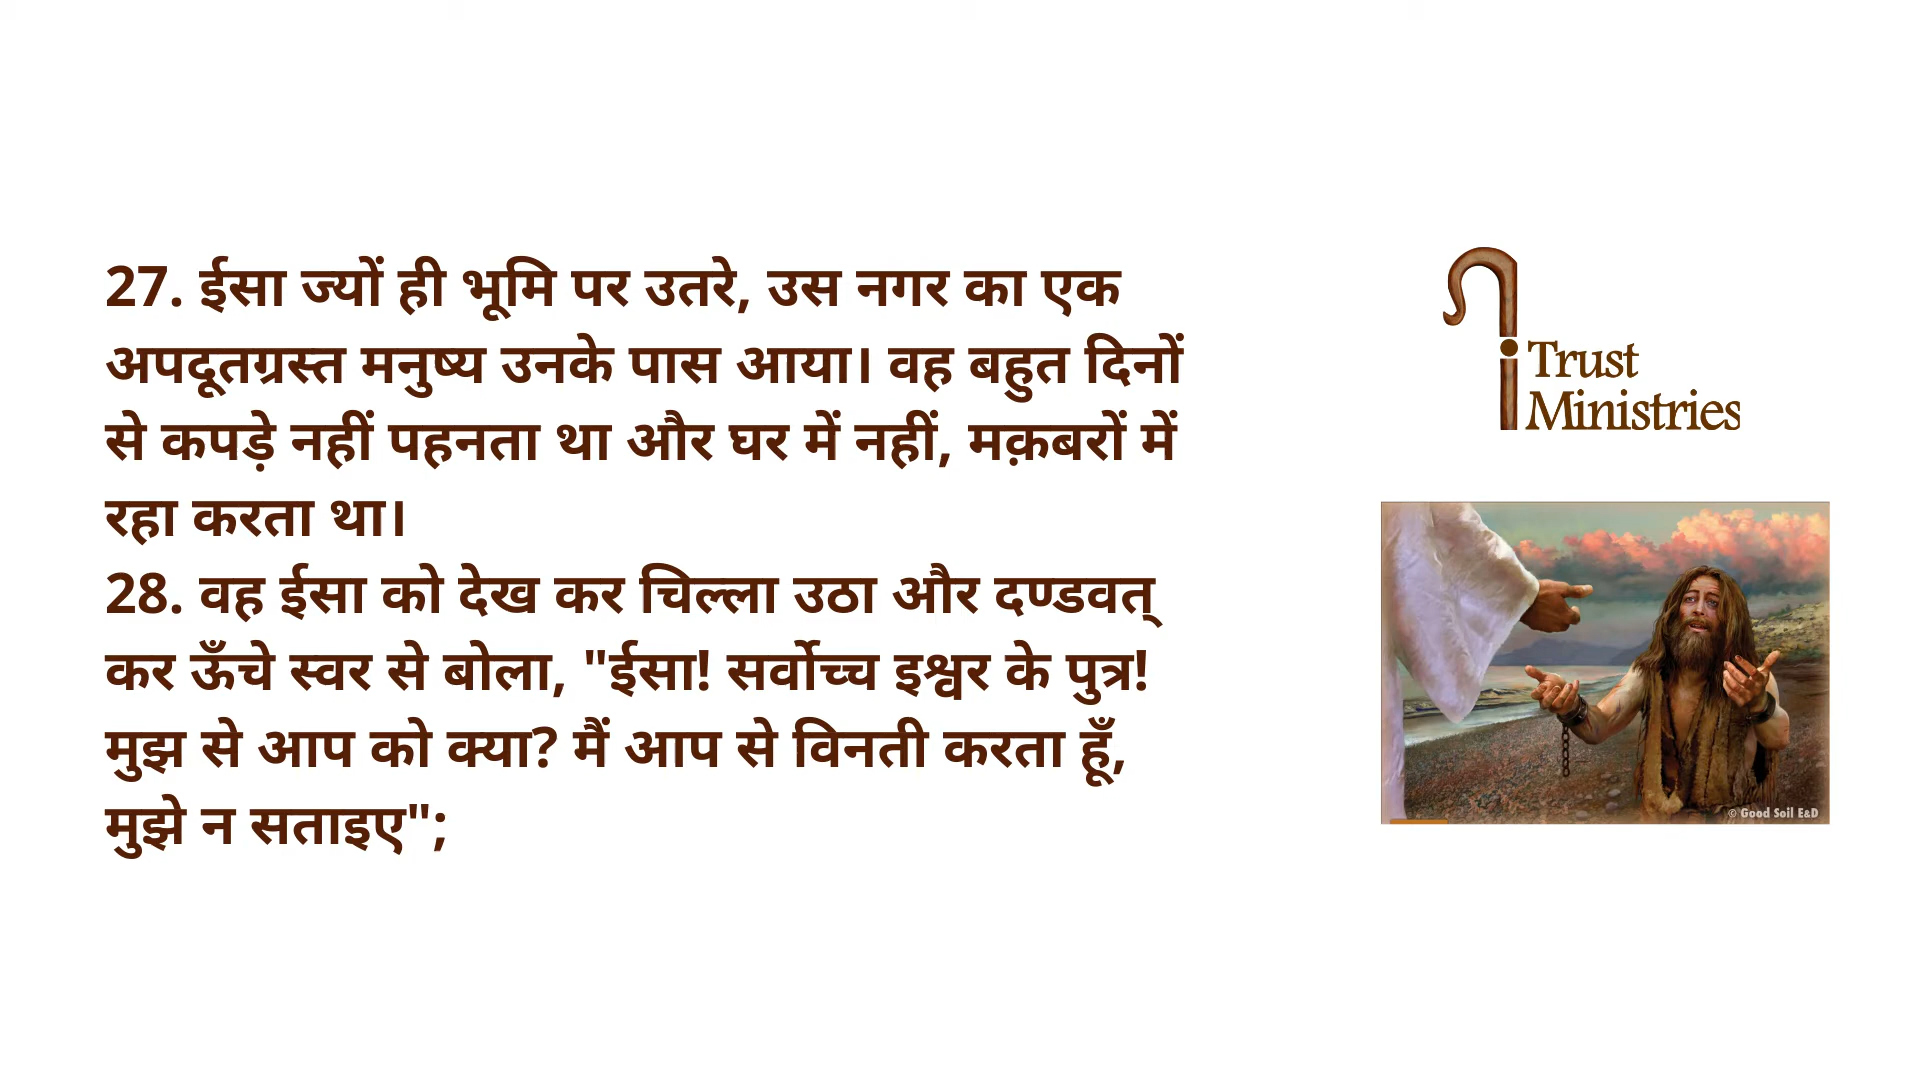 27. ईसा ज्यों ही भूमि पर उतरे, उस नगर का एक
अपदूतग्रस्त मनुष्य उनके पास आया। वह बहुत दिनों
से कपड़े नहीं पहनता था और घर में नहीं, मक़बरों में
रहा करता था।
28. वह ईसा को देख कर चिल्ला उठा और दण्डवत्
कर ऊँचे स्वर से बोला, "ईसा! सर्वोच्च इश्वर के पुत्र!
मुझ से आप को क्या? मैं आप से विनती करता हूँ,
मुझे न सताइए";
Trust
Ministries
© Good Soil E&D